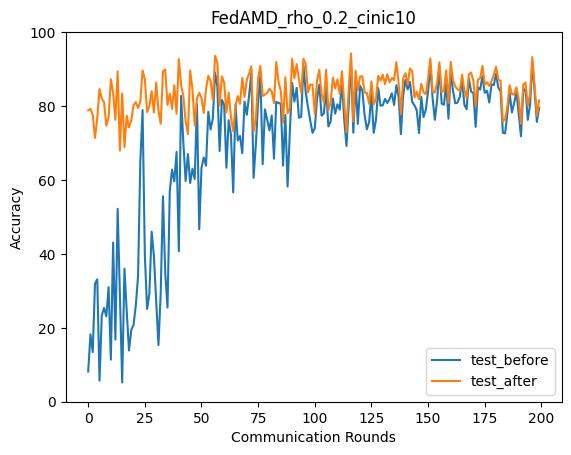 FedAMD_rho_0.2_cinic10
100
80
60
40
20
0
Accuracy
0 25 50 75 100 125 150 175 200
Communication Rounds
test_before
test_after